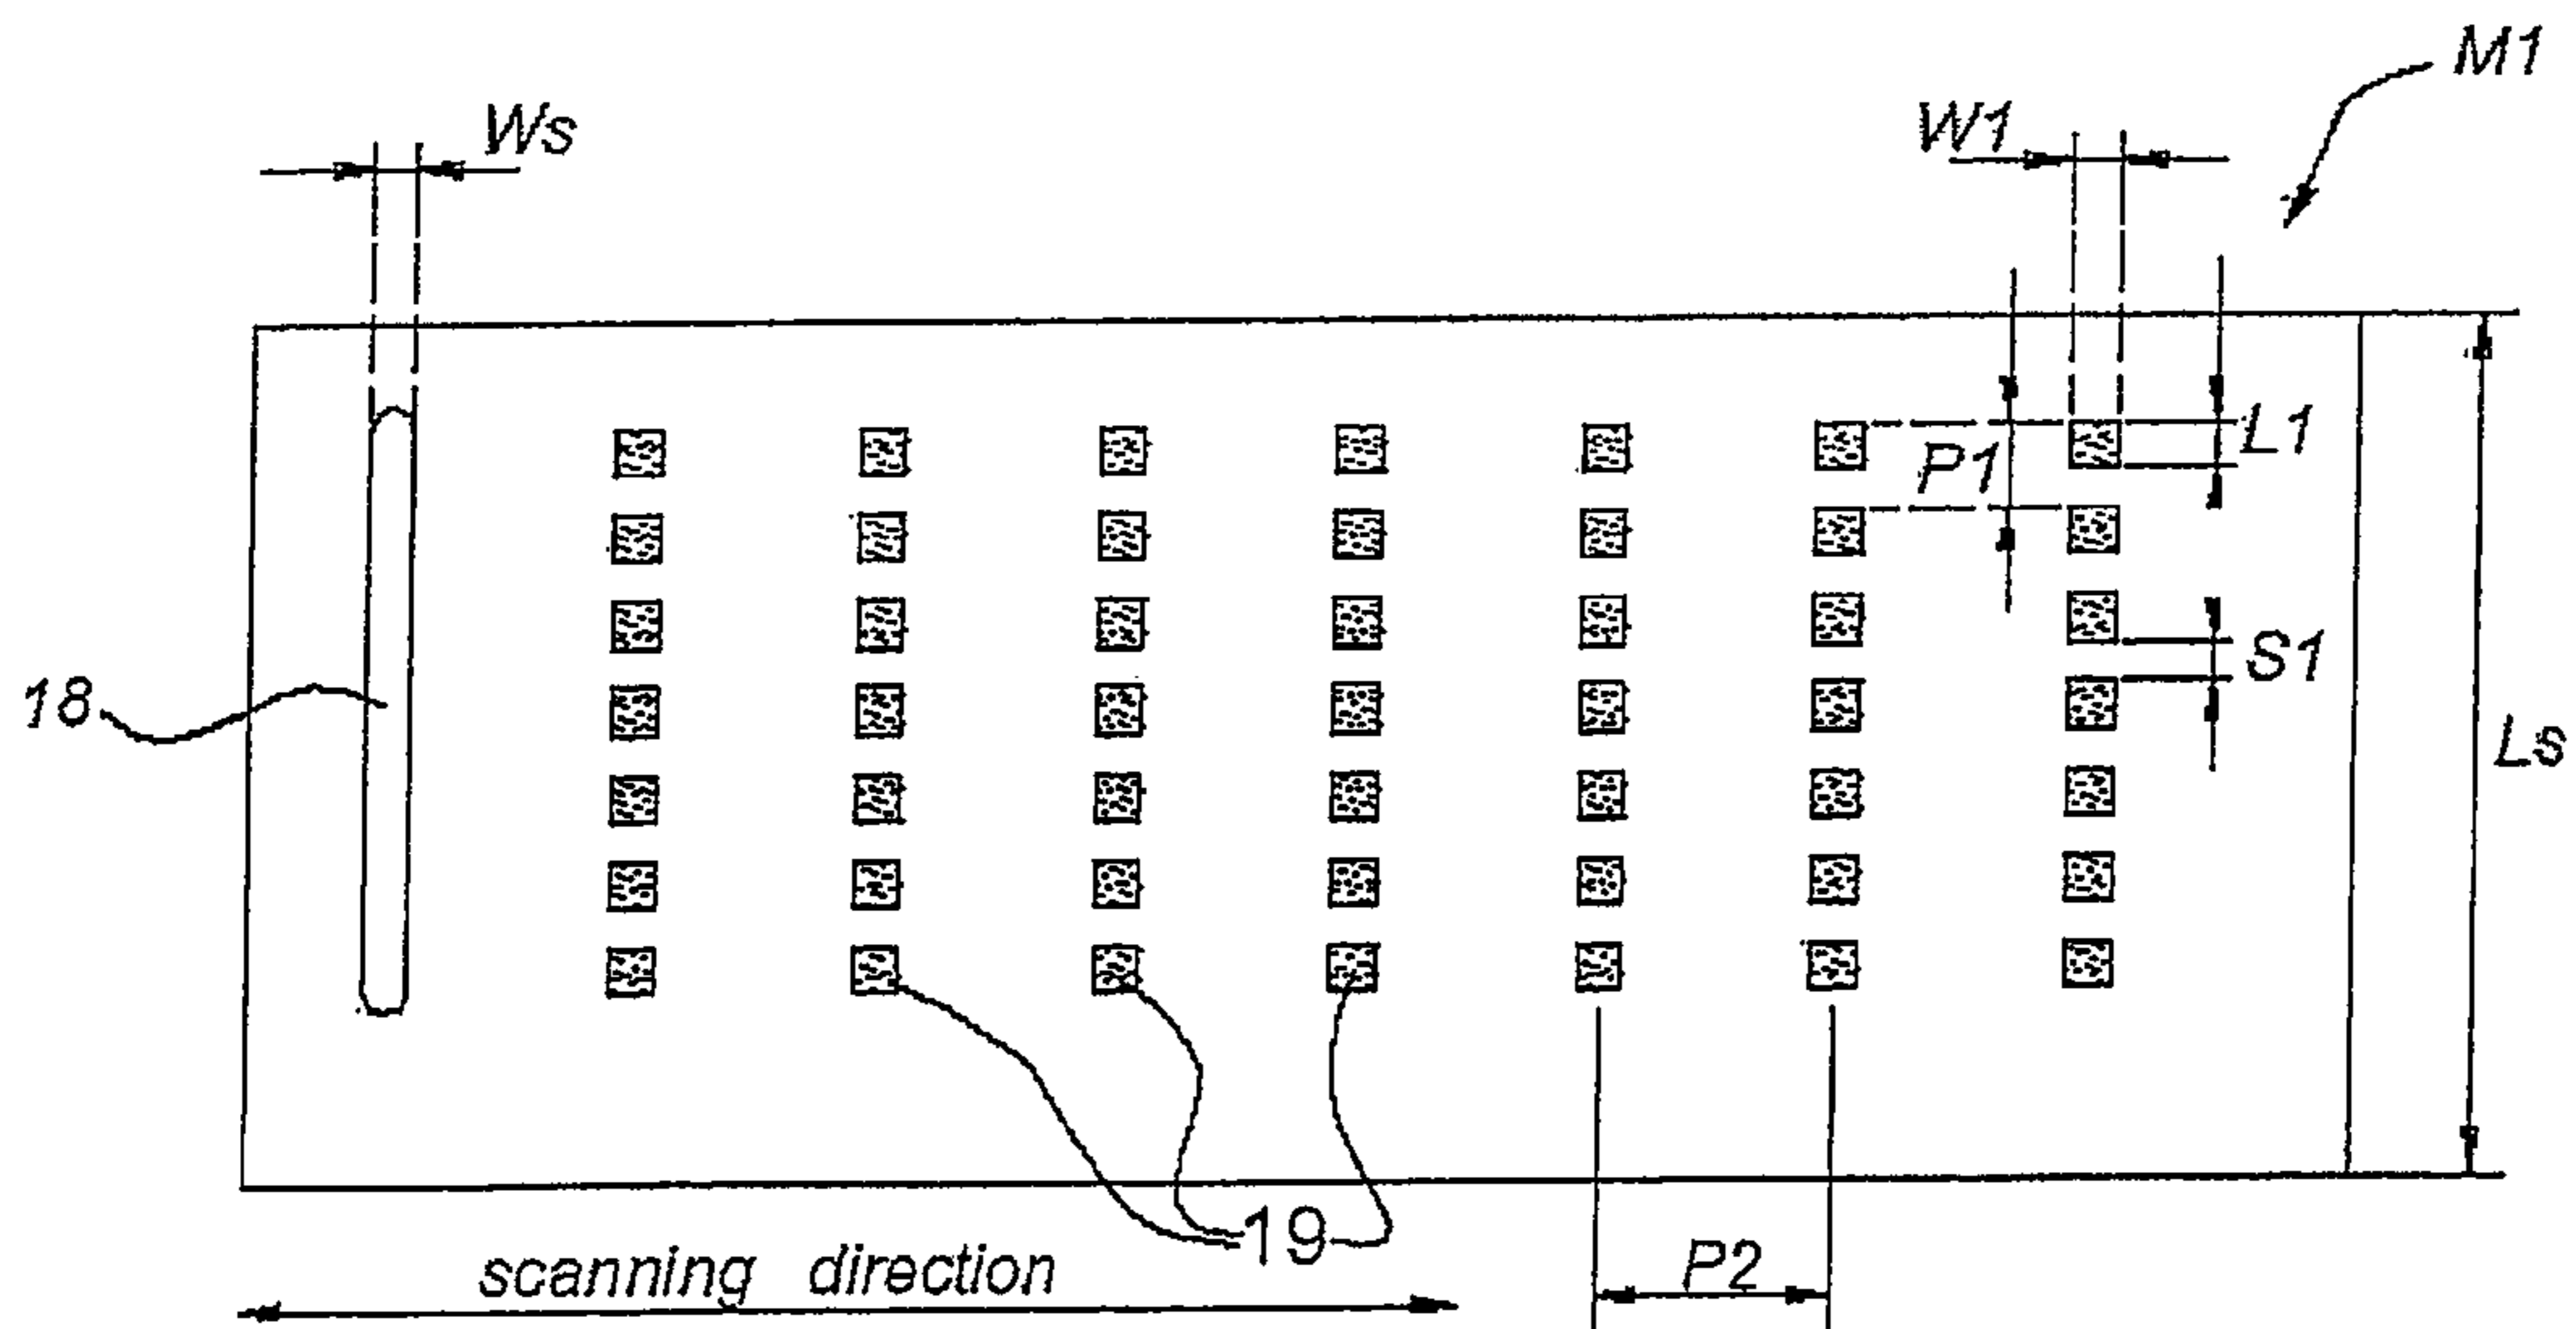 M1
Ws
W1
L1
P1
S1
18
Ls
19
scanning direction
P2